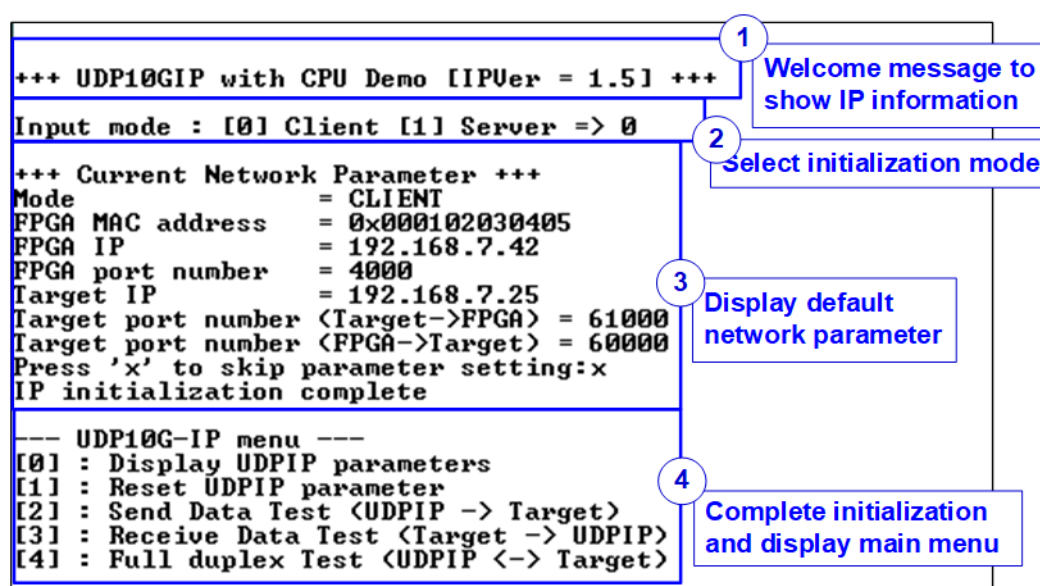 1
+++ UDP10GIP with CPU Demo [IPVer = 1.5] +++
Welcome message to
show IP information
Input mode : [0] Client [1] Server => 0
2
Select initialization mode
+++ Current Network Parameter +++
Mode = CLIENT
FPGA MAC address = 0x000102030405
FPGA IP = 192.168.7.42
FPGA port number = 4000
Target IP = 192.168.7.25
Target port number (Target->FPGA) = 61000
Target port number (FPGA->Target) = 60000
Press 'x' to skip parameter setting:x
IP initialization complete
3
Display default
network parameter
--- UDP10G-IP menu ---
[0] : Display UDPIP parameters
[1] : Reset UDPIP parameter
[2] : Send Data Test (UDPIP -> Target)
[3] : Receive Data Test (Target -> UDPIP)
[4] : Full duplex Test (UDPIP <-> Target)
4
Complete initialization
and display main menu